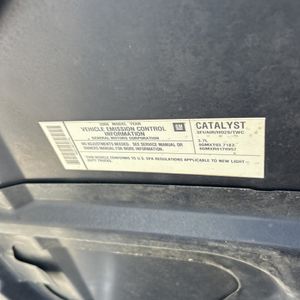 MODEL YEAR
VEHICLE EMISSION CONTROL
INFORMATION
GENERAL MOTORS CORPORATION
GM
CATALYST
NO ADJUSTMENTS NEEDED. SEE SERVICE MANUAL OR
OWNERS MANUAL FOR MORE INFORMATION.
THIS VEHICLE CONFORMS TO U.S. EPA REGULATIONS APPLICABLE TO NEW LIGHT-
DUTY TRUCKS.